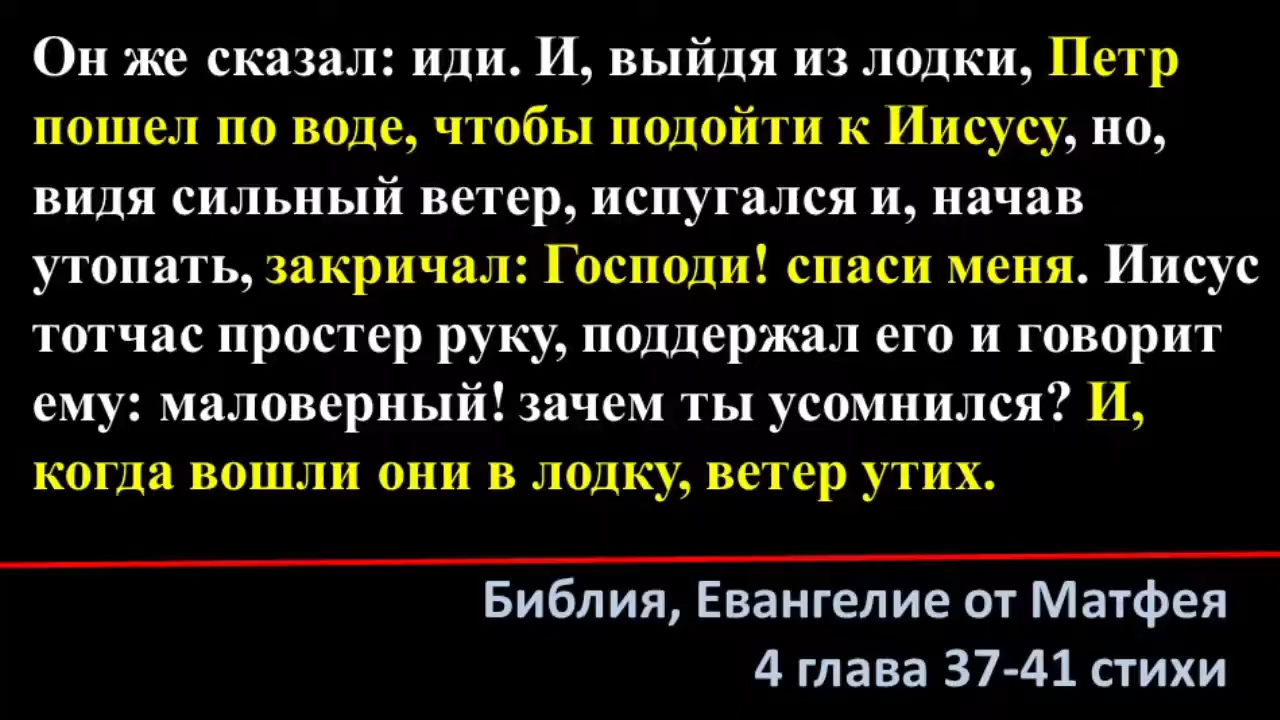 Он же сказал: иди. И, выйдя из лодки, Петр
пошел по воде, чтобы подойти к Иисусу, но,
видя сильный ветер, испугался и, начав
утопать, закричал: Господи! спаси меня. Иисус
тотчас простер руку, поддержал его и говорит
ему: маловерный! зачем ты усомнился? И,
когда вошли они в лодку, ветер утих.
Библия, Евангелие от Матфея
4 глава 37-41 стихи